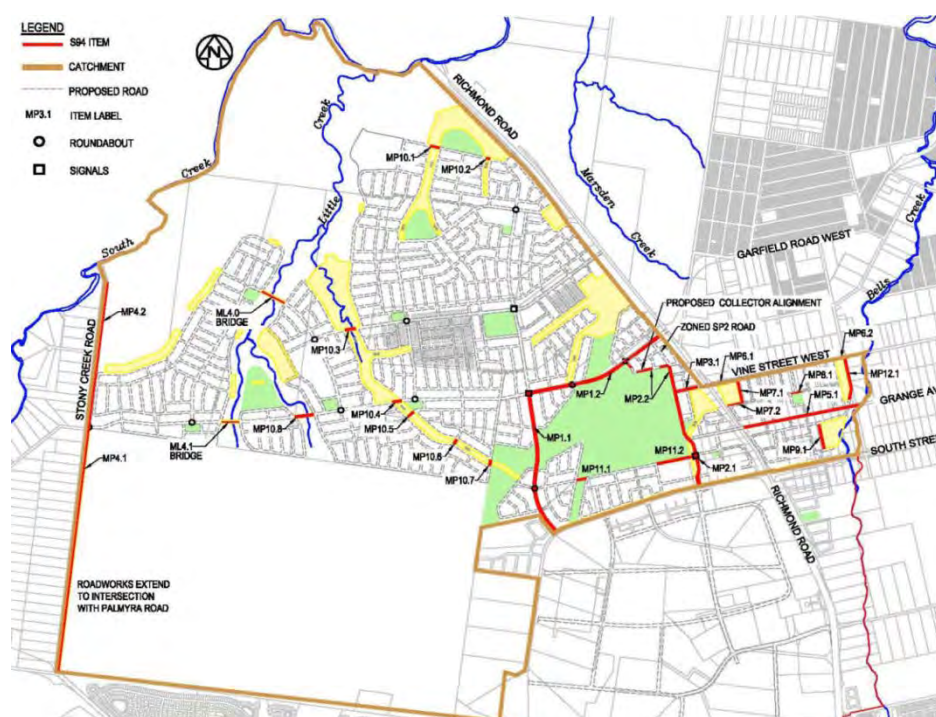 LEGEND
S94 ITEM
CATCHMENT
PROPOSED ROAD
MP3.1 ITEM LABEL
ROUNDABOUT
SIGNALS
N
RICHMOND ROAD
Creek
Little
MP10.1
MP10.2
Marsden
Creek
Creek
South
GARFIELD ROAD WEST
Creek
Bells
PROPOSED COLLECTOR ALIGNMENT
ZONED SP2 ROAD
MP4.2
ML4.0
BRIDGE
MP10.3
STONY CREEK ROAD
MP3.1
MP6.1
VINE STREET WEST
MP6.2
MP12.1
MP1.2
MP2.2
MP7.1
MP8.1
MP5.1
MP7.2
GRANGE AV
MP10.4
MP10.5
MP10.8
ML4.1
BRIDGE
MP1.1
MP9.1
SOUTH STREE
MP4.1
MP10.6
MP10.7
MP11.1
MP11.2
MP2.1
RICHMOND ROAD
ROADWORKS EXTEND
TO INTERSECTION
WITH PALMYRA ROAD